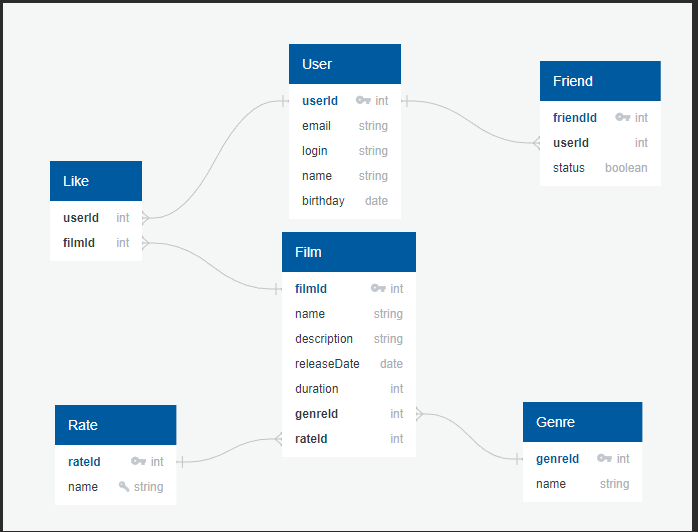 User
userId int
email string
login string
name string
birthday date
Friend
friendId int
userId int
status boolean
Like
userId int
filmId int
Film
filmId int
name string
description string
releaseDate date
duration int
genreId int
rateId int
Rate
rateId int
name string
Genre
genreId int
name string